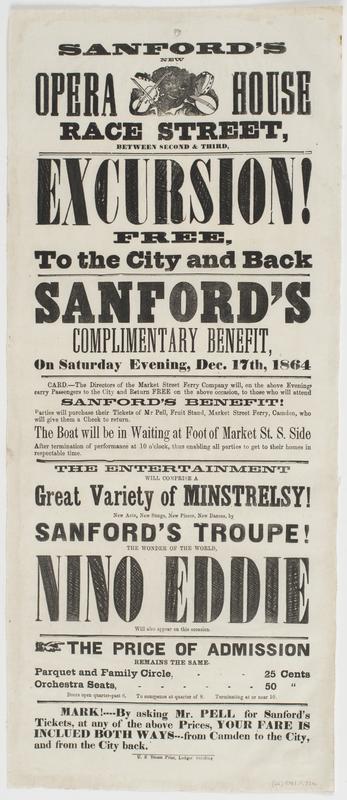 SANFORD'S
NEW
OPERA HOUSE
RACE STREET,
BETWEEN SECOND & THIRD,
EXCURSION!
FREE,
To the City and Back
SANFORD'S
COMPLIMENTARY BENEFIT,
On Saturday Evening, Dec. 17th, 1864
CARD.—The Directors of the Market Street Ferry Company will, on the above Evening
carry Passengers to the City and Return FREE on the above occasion, to those who will attend
SANFORD'S BENEFIT!
Parties will purchase their Tickets of Mr Pell, Fruit Stand, Market Street Ferry, Camden, who
will give them a Check to return.
The Boat will be in Waiting at Foot of Market St. S. Side
After termination of performance at 10 o'clock, thus enabling all parties to get to their homes in
respectable time.
THE ENTERTAINMENT
WILL COMPRISE A
Great Variety of MINSTRELSY!
New Acts, New Songs, New Pieces, New Dances, by
SANFORD'S TROUPE!
THE WONDER OF THE WORLD,
NINO EDDIE
Will also appear on this occasion.
THE PRICE OF ADMISSION
REMAINS THE SAME.
Parquet and Family Circle, - - - 25 Cents
Orchestra Seats, - - - - 50 "
Doors open quarter-past 6. To commence at quarter of 8. Terminating at or near 10.
MARK!----By asking Mr. PELL for Sanford's
Tickets, at any of the above Prices, YOUR FARE IS
INCLUED BOTH WAYS---from Camden to the City,
and from the City back.
U. S. Steam Print, Ledger Building